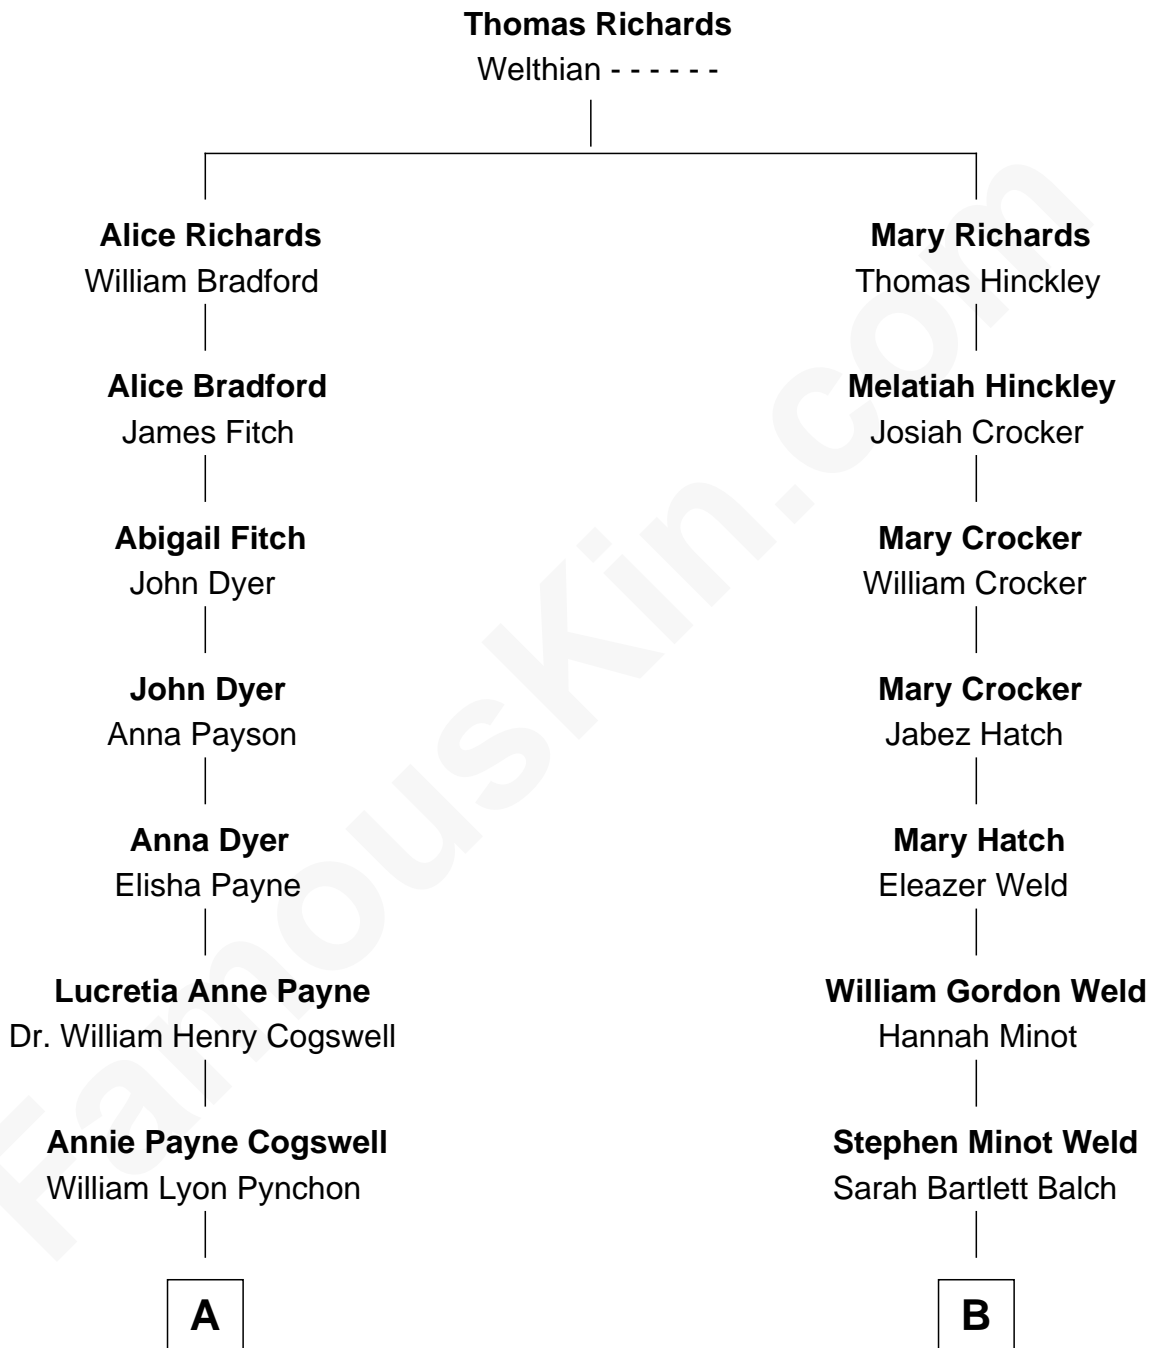 Thomas Richards
Welthian - - - - - -
Alice Richards
William Bradford
Mary Richards
Thomas Hinckley
Alice Bradford
James Fitch
Melatiah Hinckley
Josiah Crocker
Abigail Fitch
John Dyer
Mary Crocker
William Crocker
John Dyer
Anna Payson
Mary Crocker
Jabez Hatch
Anna Dyer
Elisha Payne
Mary Hatch
Eleazer Weld
Lucretia Anne Payne
Dr. William Henry Cogswell
William Gordon Weld
Hannah Minot
Annie Payne Cogswell
William Lyon Pynchon
Stephen Minot Weld
Sarah Bartlett Balch
A
B
FamousKin.com